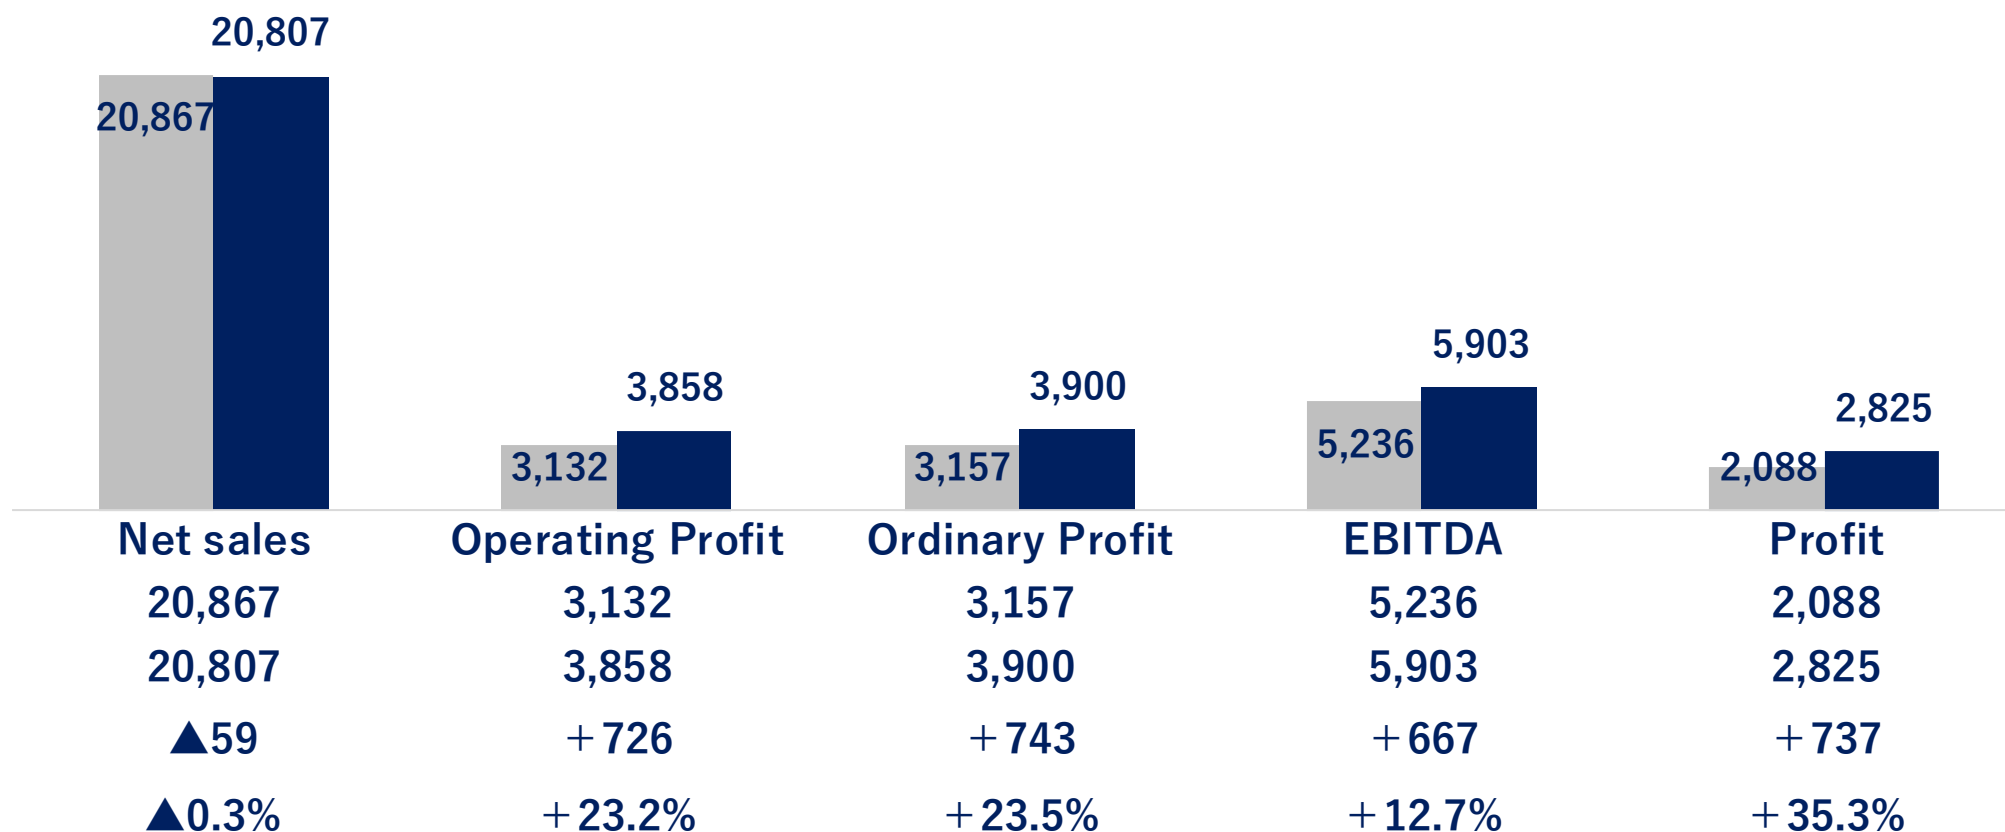 20,807
20,867
5,903
3,858 3,900
2,825
5,236
3,132 3,157 2,088
Net sales Operating Profit Ordinary Profit EBITDA Profit
20,867 3,132 3,157 5,236 2,088
20,807 3,858 3,900 5,903 2,825
▲59 +726 +743 +667 +737
▲0.3% +23.2% +23.5% +12.7% +35.3%